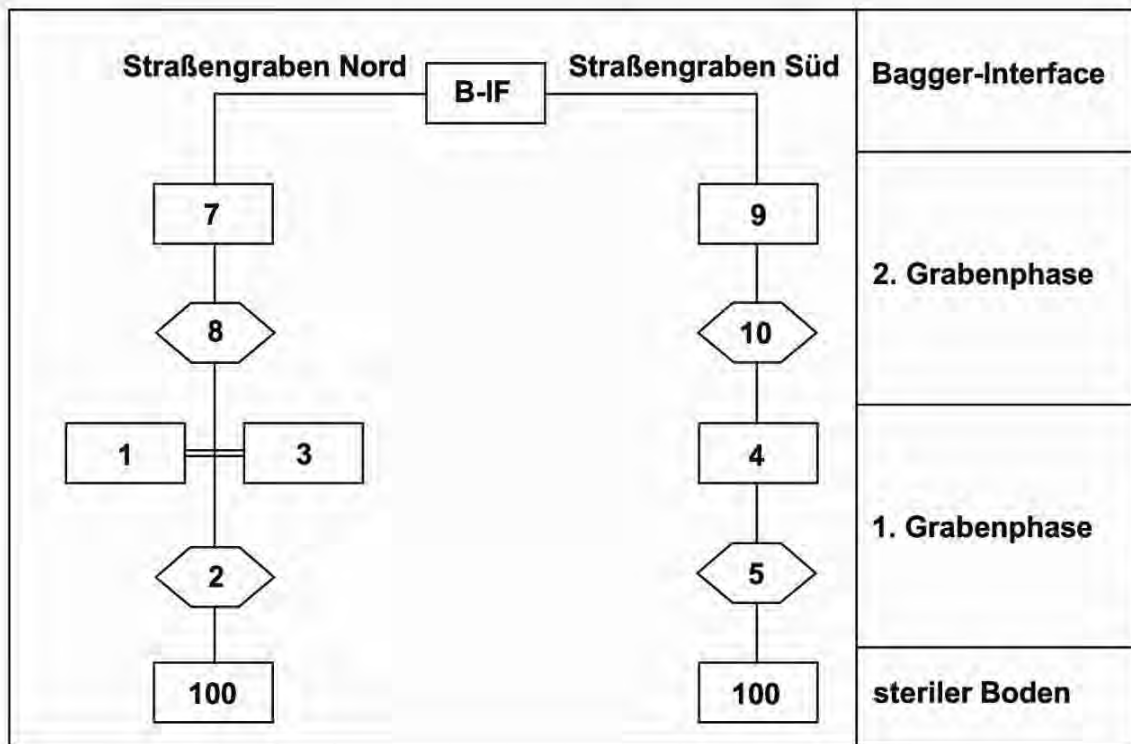 Straßengraben Nord
B-IF
Straßengraben Süd
Bagger-Interface
7
9
2. Grabenphase
8
10
1
3
4
1. Grabenphase
2
5
100
100
steriler Boden